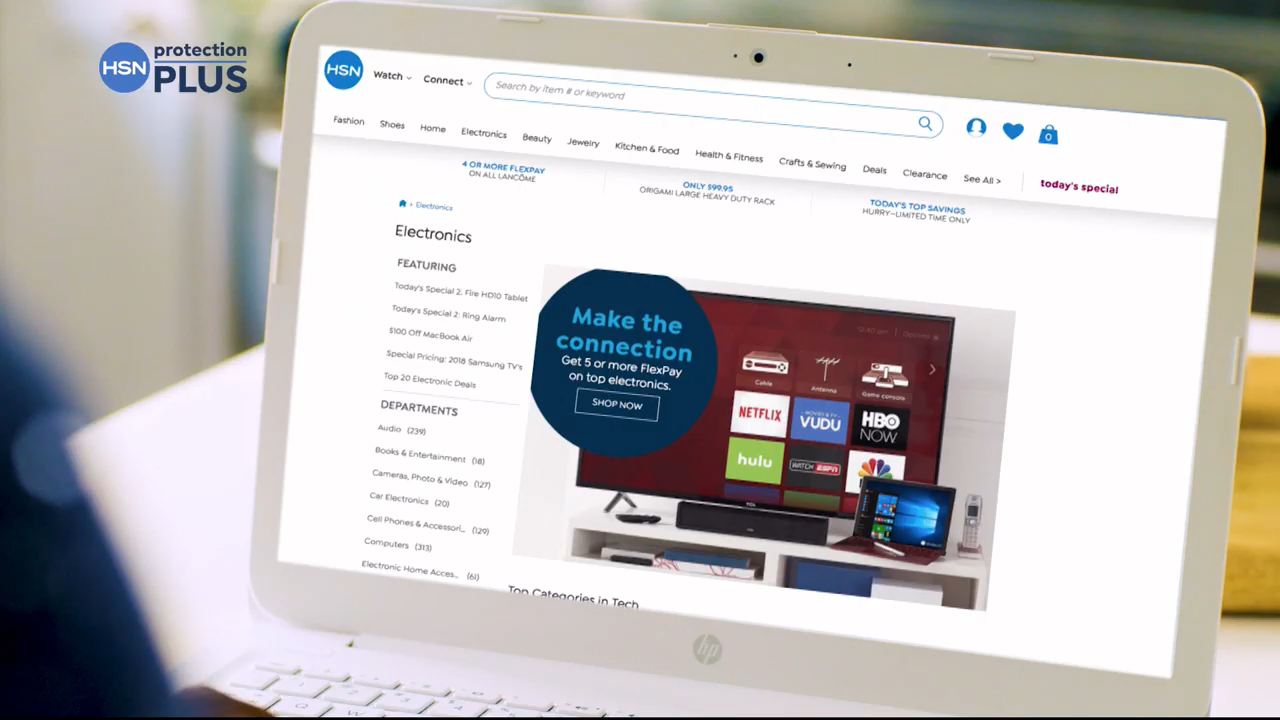 HSN protection
PLUS
HSN
Watch
Connect
Search by item # or keyword
0
Fashion
Shoes
Home
Electronics
Beauty
Jewelry
Kitchen & Food
Health & Fitness
Crafts & Sewing
Deals
Clearance
See All >
today's special
4 OR MORE FLEXPAY
ON ALL LANCÔME
ONLY $99.95
ORIGAMI LARGE HEAVY DUTY RACK
TODAY'S TOP SAVINGS
HURRY–LIMITED TIME ONLY
Electronics
Electronics
FEATURING
Today's Special 2: Fire HD10 Tablet
Today's Special 2: Ring Alarm
$100 Off MacBook Air
Special Pricing: 2018 Samsung TV's
Top 20 Electronic Deals
DEPARTMENTS
Audio (239)
Books & Entertainment (18)
Cameras, Photo & Video (127)
Car Electronics (20)
Cell Phones & Accessori... (129)
Computers (313)
Electronic Home Acces... (61)
Make the
connection
Get 5 or more FlexPay
on top electronics.
SHOP NOW
Cable
Antenna
Game console
NETFLIX
MOVIES & TV
VUDU
HBO
NOW
hulu
WATCH ESPN
TCL
Top Categories in Tech
hp